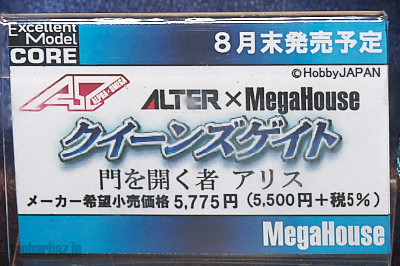 Excellent Model
CORE
8月末発売予定
©HobbyJAPAN
ALPHA×OMEGA
ALTER×MegaHouse
クイーンズゲイト
門を開く者 アリス
メーカー希望小売価格 5,775円 (5,500円+税5%)
MegaHouse